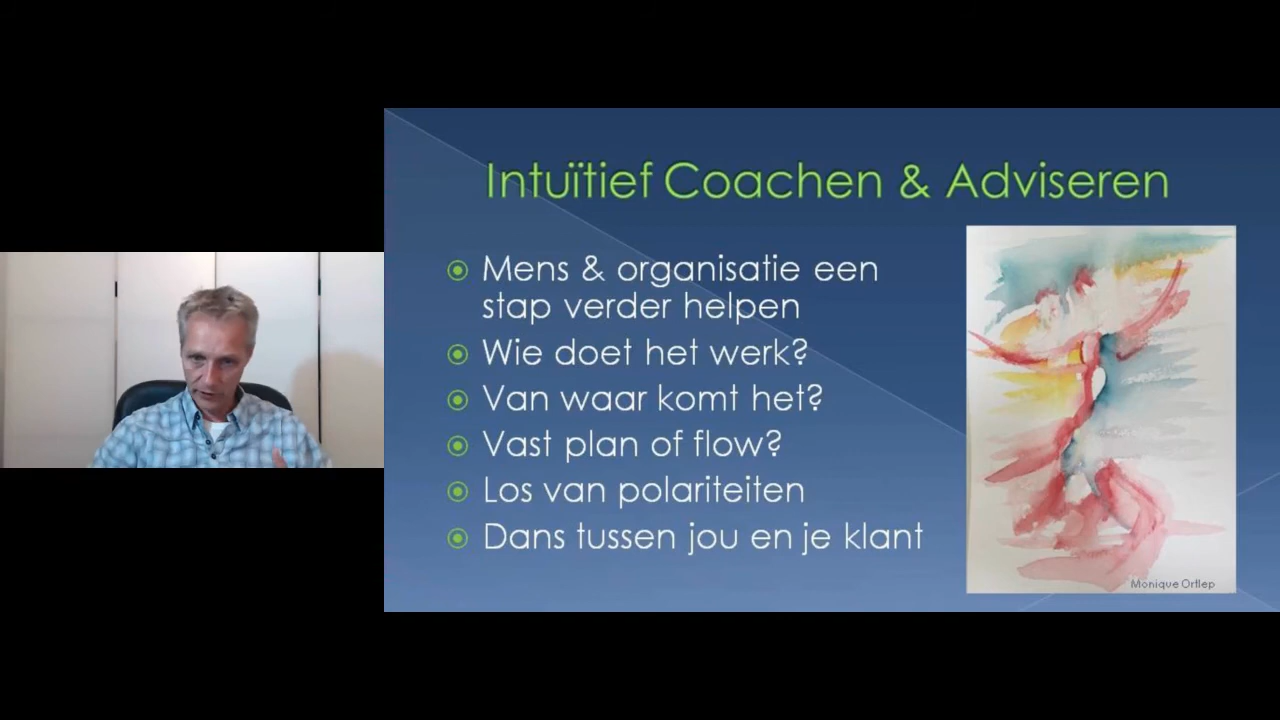 Intuïtief Coachen & Adviseren
Mens & organisatie een
stap verder helpen
Wie doet het werk?
Van waar komt het?
Vast plan of flow?
Los van polariteiten
Dans tussen jou en je klant
Monique Ortlep